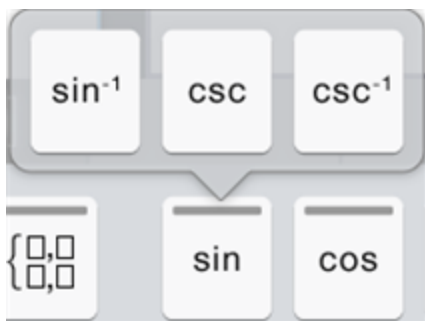 sin⁻¹ csc csc⁻¹
{▯,▯ sin cos
▯,▯